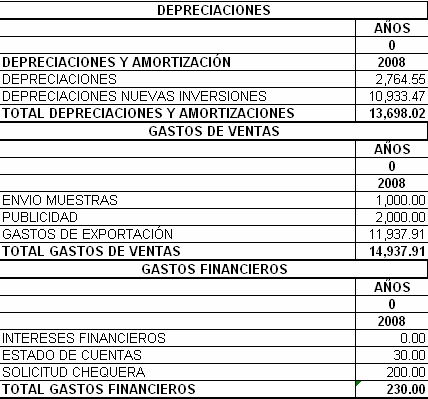 DEPRECIACIONES
AÑOS
0
DEPRECIACIONES Y AMORTIZACIÓN 2008
DEPRECIACIONES 2,764.55
DEPRECIACIONES NUEVAS INVERSIONES 10,933.47
TOTAL DEPRECIACIONES Y AMORTIZACIONES 13,698.02
GASTOS DE VENTAS
AÑOS
0
2008
ENVIO MUESTRAS 1,000.00
PUBLICIDAD 2,000.00
GASTOS DE EXPORTACIÓN 11,937.91
TOTAL GASTOS DE VENTAS 14,937.91
GASTOS FINANCIEROS
AÑOS
0
2008
INTERESES FINANCIEROS 0.00
ESTADO DE CUENTAS 30.00
SOLICITUD CHEQUERA 200.00
TOTAL GASTOS FINANCIEROS 230.00